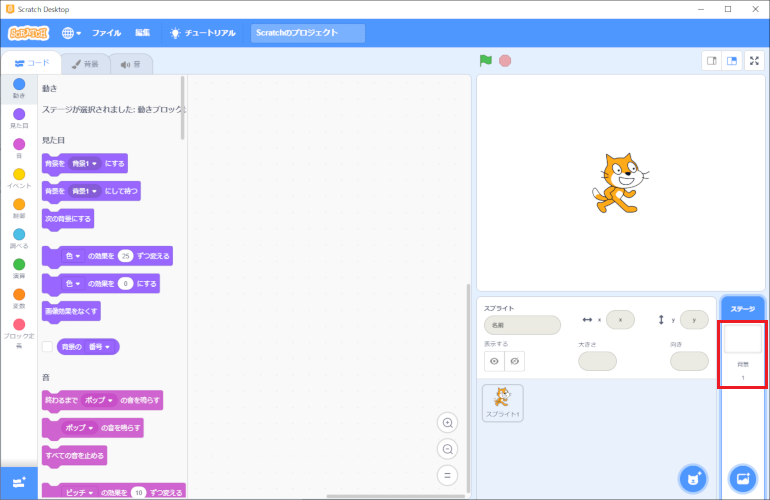 Scratch Desktop
SCRATCH
ファイル 編集 チュートリアル Scratchのプロジェクト
コード 背景 音
動き
見た目
音
イベント
制御
調べる
演算
変数
ブロック定義
動き
ステージが選択されました: 動きブロック
見た目
背景を 背景1 にする
背景を 背景1 にして待つ
次の背景にする
色 の効果を 25 ずつ変える
色 の効果を 0 にする
画像効果をなくす
背景の 番号
音
終わるまで ポップ の音を鳴らす
ポップ の音を鳴らす
すべての音を止める
ピッチ の効果を 10 ずつ変える
スプライト
名前
x x
y y
表示する
大きさ
向き
スプライト1
ステージ
背景
1